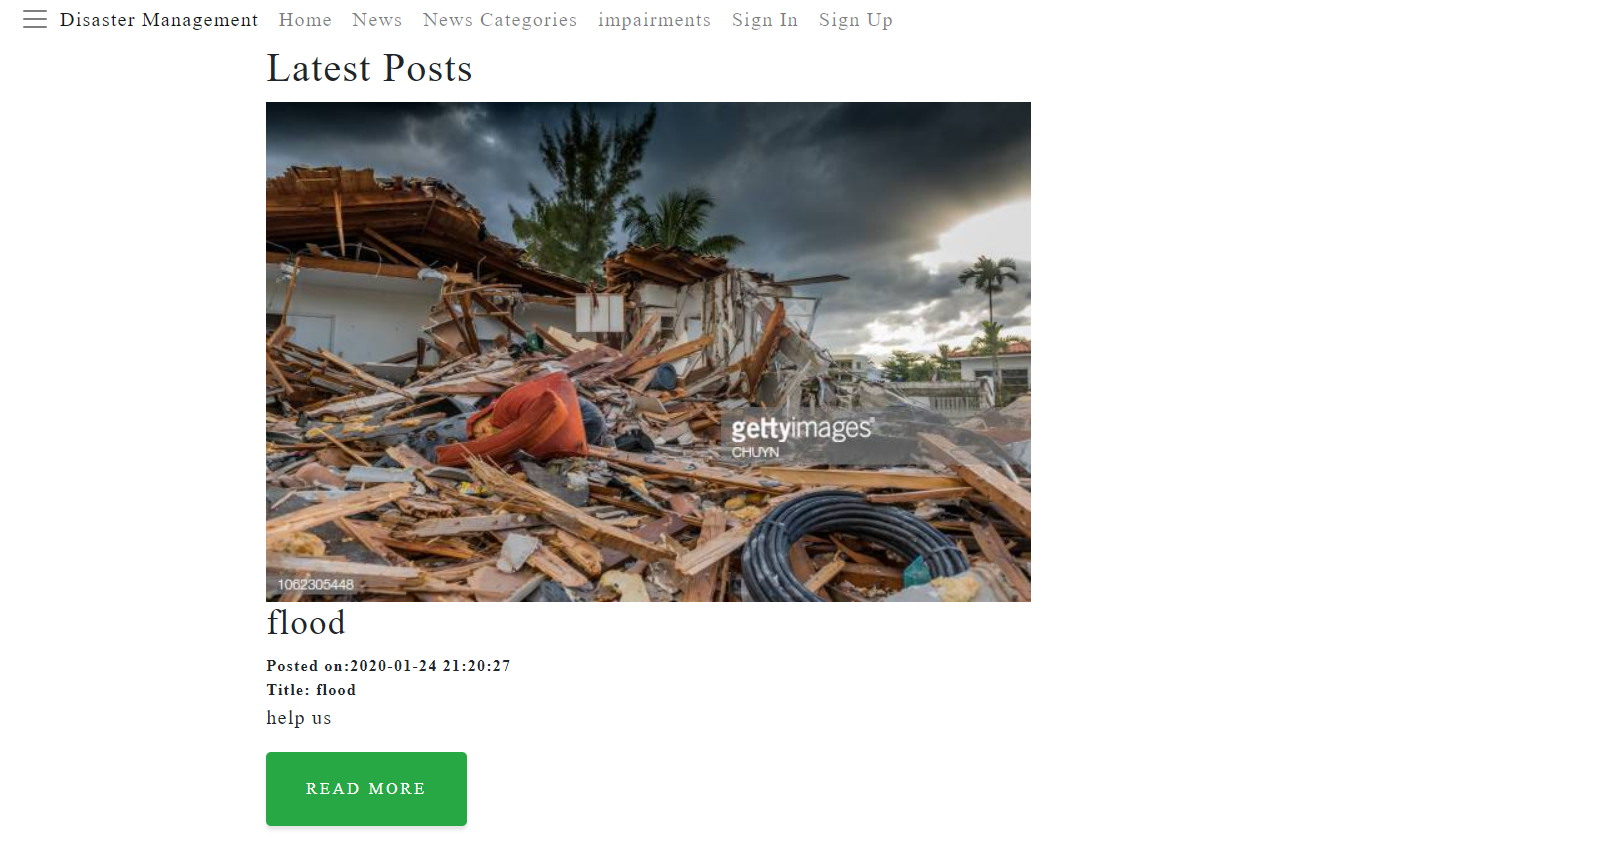 Disaster Management Home News News Categories impairments Sign In Sign Up
Latest Posts
gettyimages®
CHUYN
1062305448
flood
Posted on:2020-01-24 21:20:27
Title: flood
help us
READ MORE